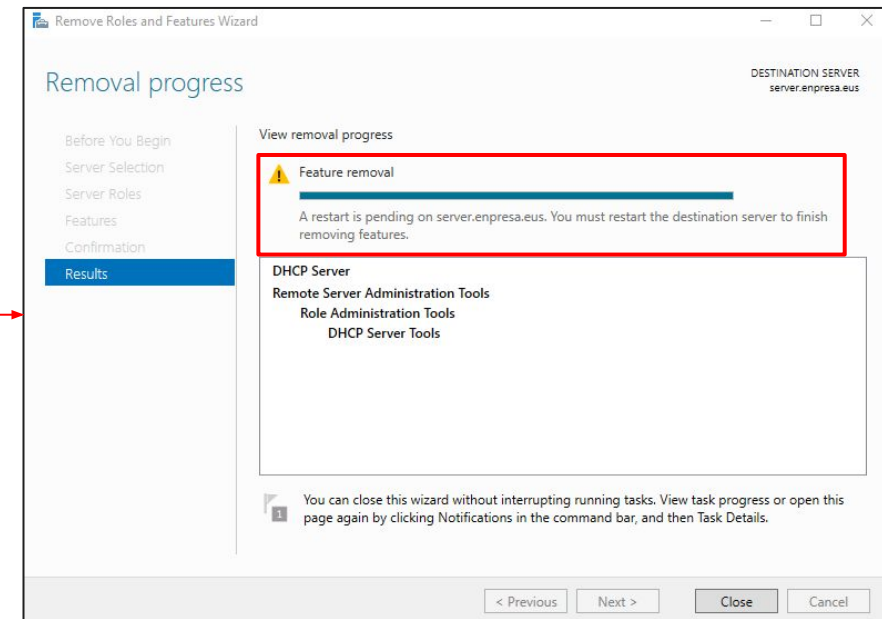 Remove Roles and Features Wizard
Removal progress
DESTINATION SERVER
server.enpresa.eus
Before You Begin
Server Selection
Server Roles
Features
Confirmation
Results
View removal progress
Feature removal
A restart is pending on server.enpresa.eus. You must restart the destination server to finish
removing features.
DHCP Server
Remote Server Administration Tools
Role Administration Tools
DHCP Server Tools
1
You can close this wizard without interrupting running tasks. View task progress or open this
page again by clicking Notifications in the command bar, and then Task Details.
< Previous
Next >
Close
Cancel